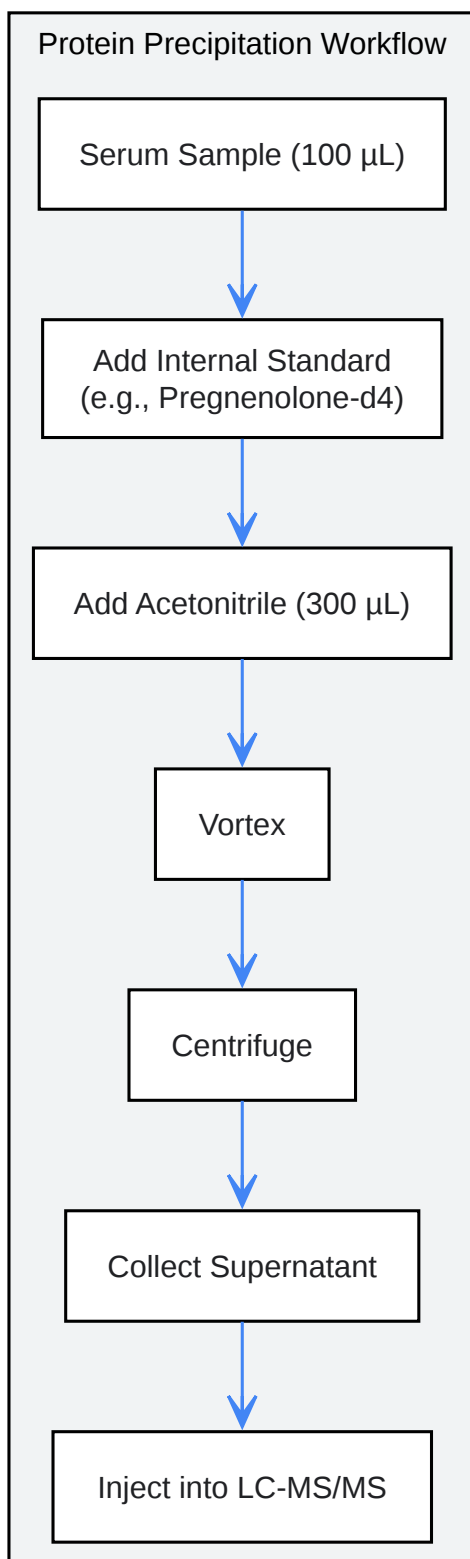 Protein Precipitation Workflow
Serum Sample (100 µL)
Add Internal Standard
(e.g., Pregnenolone-d4)
Add Acetonitrile (300 µL)
Vortex
Centrifuge
Collect Supernatant
Inject into LC-MS/MS